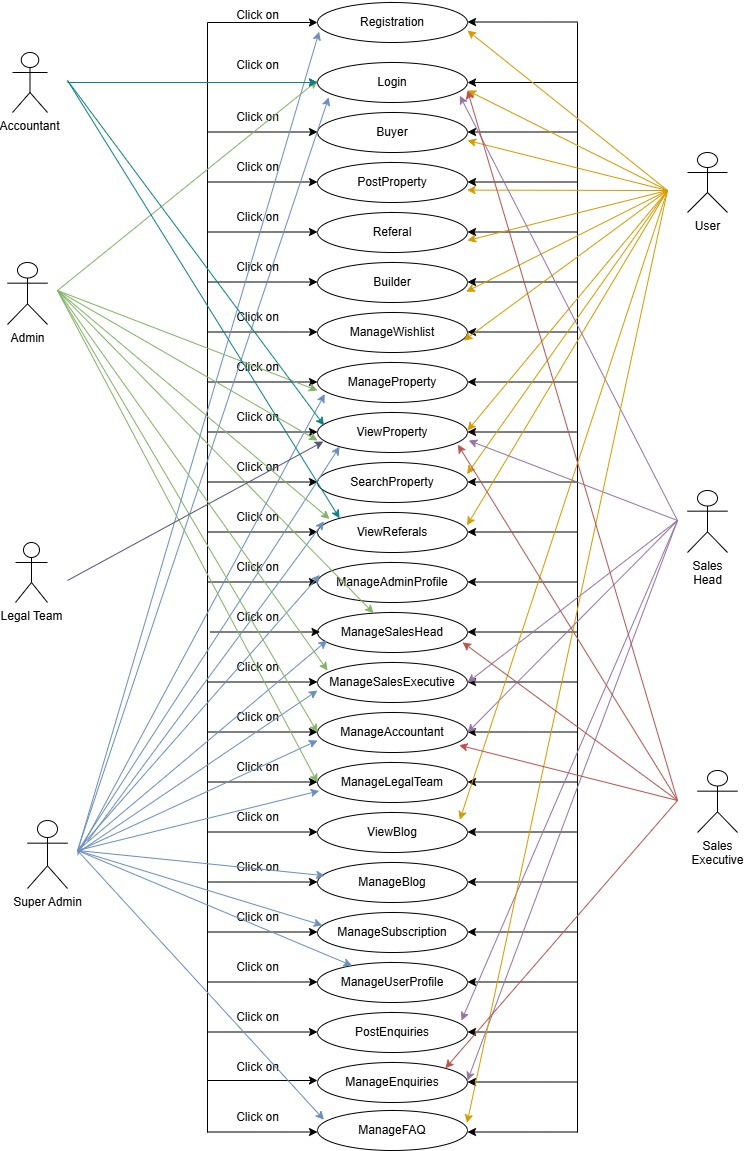 Click on
Registration
Click on
Login
Accountant
Click on
Buyer
Click on
PostProperty
User
Click on
Referal
Click on
Builder
Admin
Click on
ManageWishlist
Click on
ManageProperty
Click on
ViewProperty
Click on
SearchProperty
Click on
ViewReferals
Sales
Head
Click on
ManageAdminProfile
Legal Team
Click on
ManageSalesHead
Click on
ManageSalesExecutive
Click on
ManageAccountant
Click on
ManageLegalTeam
Click on
ViewBlog
Sales
Executive
Click on
ManageBlog
Super Admin
Click on
ManageSubscription
Click on
ManageUserProfile
Click on
PostEnquiries
Click on
ManageEnquiries
Click on
ManageFAQ